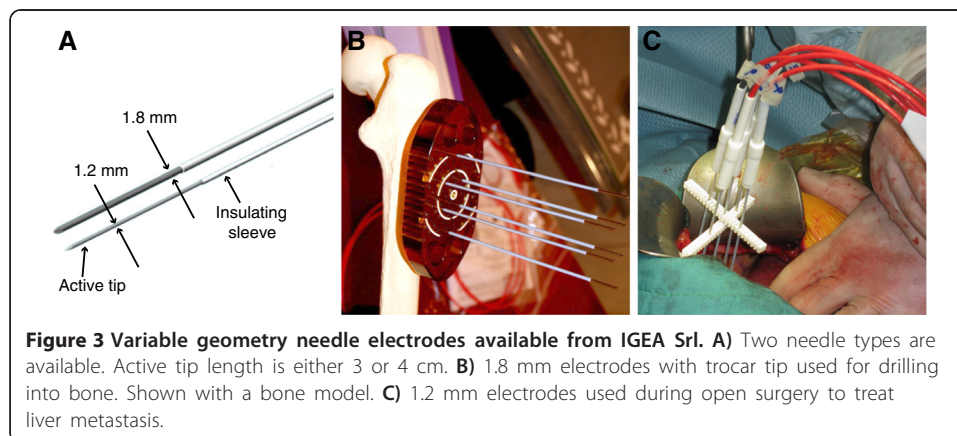 A
B
C
1.8 mm
1.2 mm
Insulating
sleeve
Active tip
Figure 3 Variable geometry needle electrodes available from IGEA Srl. A) Two needle types are
available. Active tip length is either 3 or 4 cm. B) 1.8 mm electrodes with trocar tip used for drilling
into bone. Shown with a bone model. C) 1.2 mm electrodes used during open surgery to treat
liver metastasis.